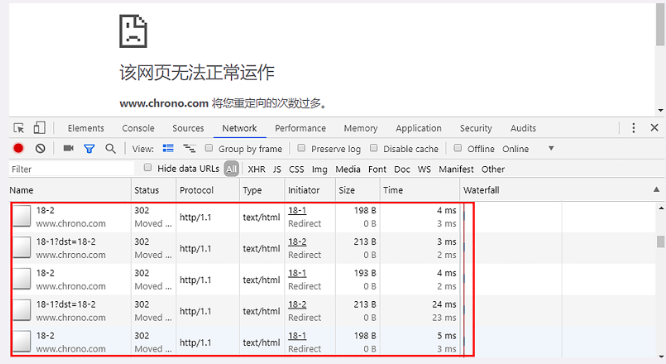 该网页无法正常运作
www.chrono.com 将您重定向的次数过多。
Elements Console Sources Network Performance Memory Application Security Audits
View: Group by frame Preserve log Disable cache Offline Online
Filter Hide data URLs All XHR JS CSS Img Media Font Doc WS Manifest Other
Name Status Protocol Type Initiator Size Time Waterfall
18-2 302 http/1.1 text/html 18-1 198 B 4 ms
www.chrono.com Moved ... Redirect 0 B 3 ms
18-1?dst=18-2 302 http/1.1 text/html 18-2 213 B 3 ms
www.chrono.com Moved ... Redirect 0 B 2 ms
18-2 302 http/1.1 text/html 18-1 193 B 4 ms
www.chrono.com Moved ... Redirect 0 B 2 ms
18-1?dst=18-2 302 http/1.1 text/html 18-2 213 B 24 ms
www.chrono.com Moved ... Redirect 0 B 23 ms
18-2 302 http/1.1 text/html 18-1 198 B 5 ms
www.chrono.com Moved ... Redirect 0 B 3 ms